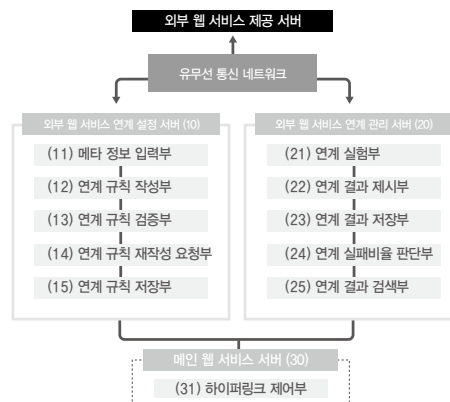 외부 웹 서비스 제공 서버
유무선 통신 네트워크
외부 웹 서비스 연계 설정 서버 (10)
(11) 메타 정보 입력부
(12) 연계 규칙 작성부
(13) 연계 규칙 검증부
(14) 연계 규칙 재작성 요청부
(15) 연계 규칙 저장부
외부 웹 서비스 연계 관리 서버 (20)
(21) 연계 실험부
(22) 연계 결과 제시부
(23) 연계 결과 저장부
(24) 연계 실패비율 판단부
(25) 연계 결과 검색부
메인 웹 서비스 서버 (30)
(31) 하이퍼링크 제어부